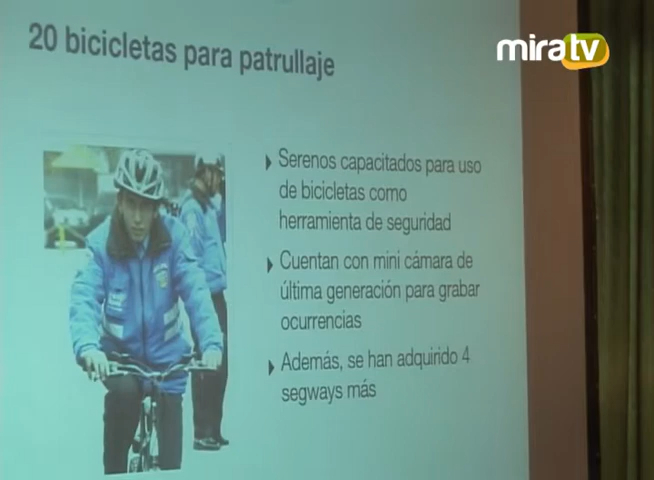 20 bicicletas para patrullaje
miratv
Serenos capacitados para uso
de bicicletas como
herramienta de seguridad
Cuentan con mini cámara de
última generación para grabar
ocurrencias
Además, se han adquirido 4
segways más